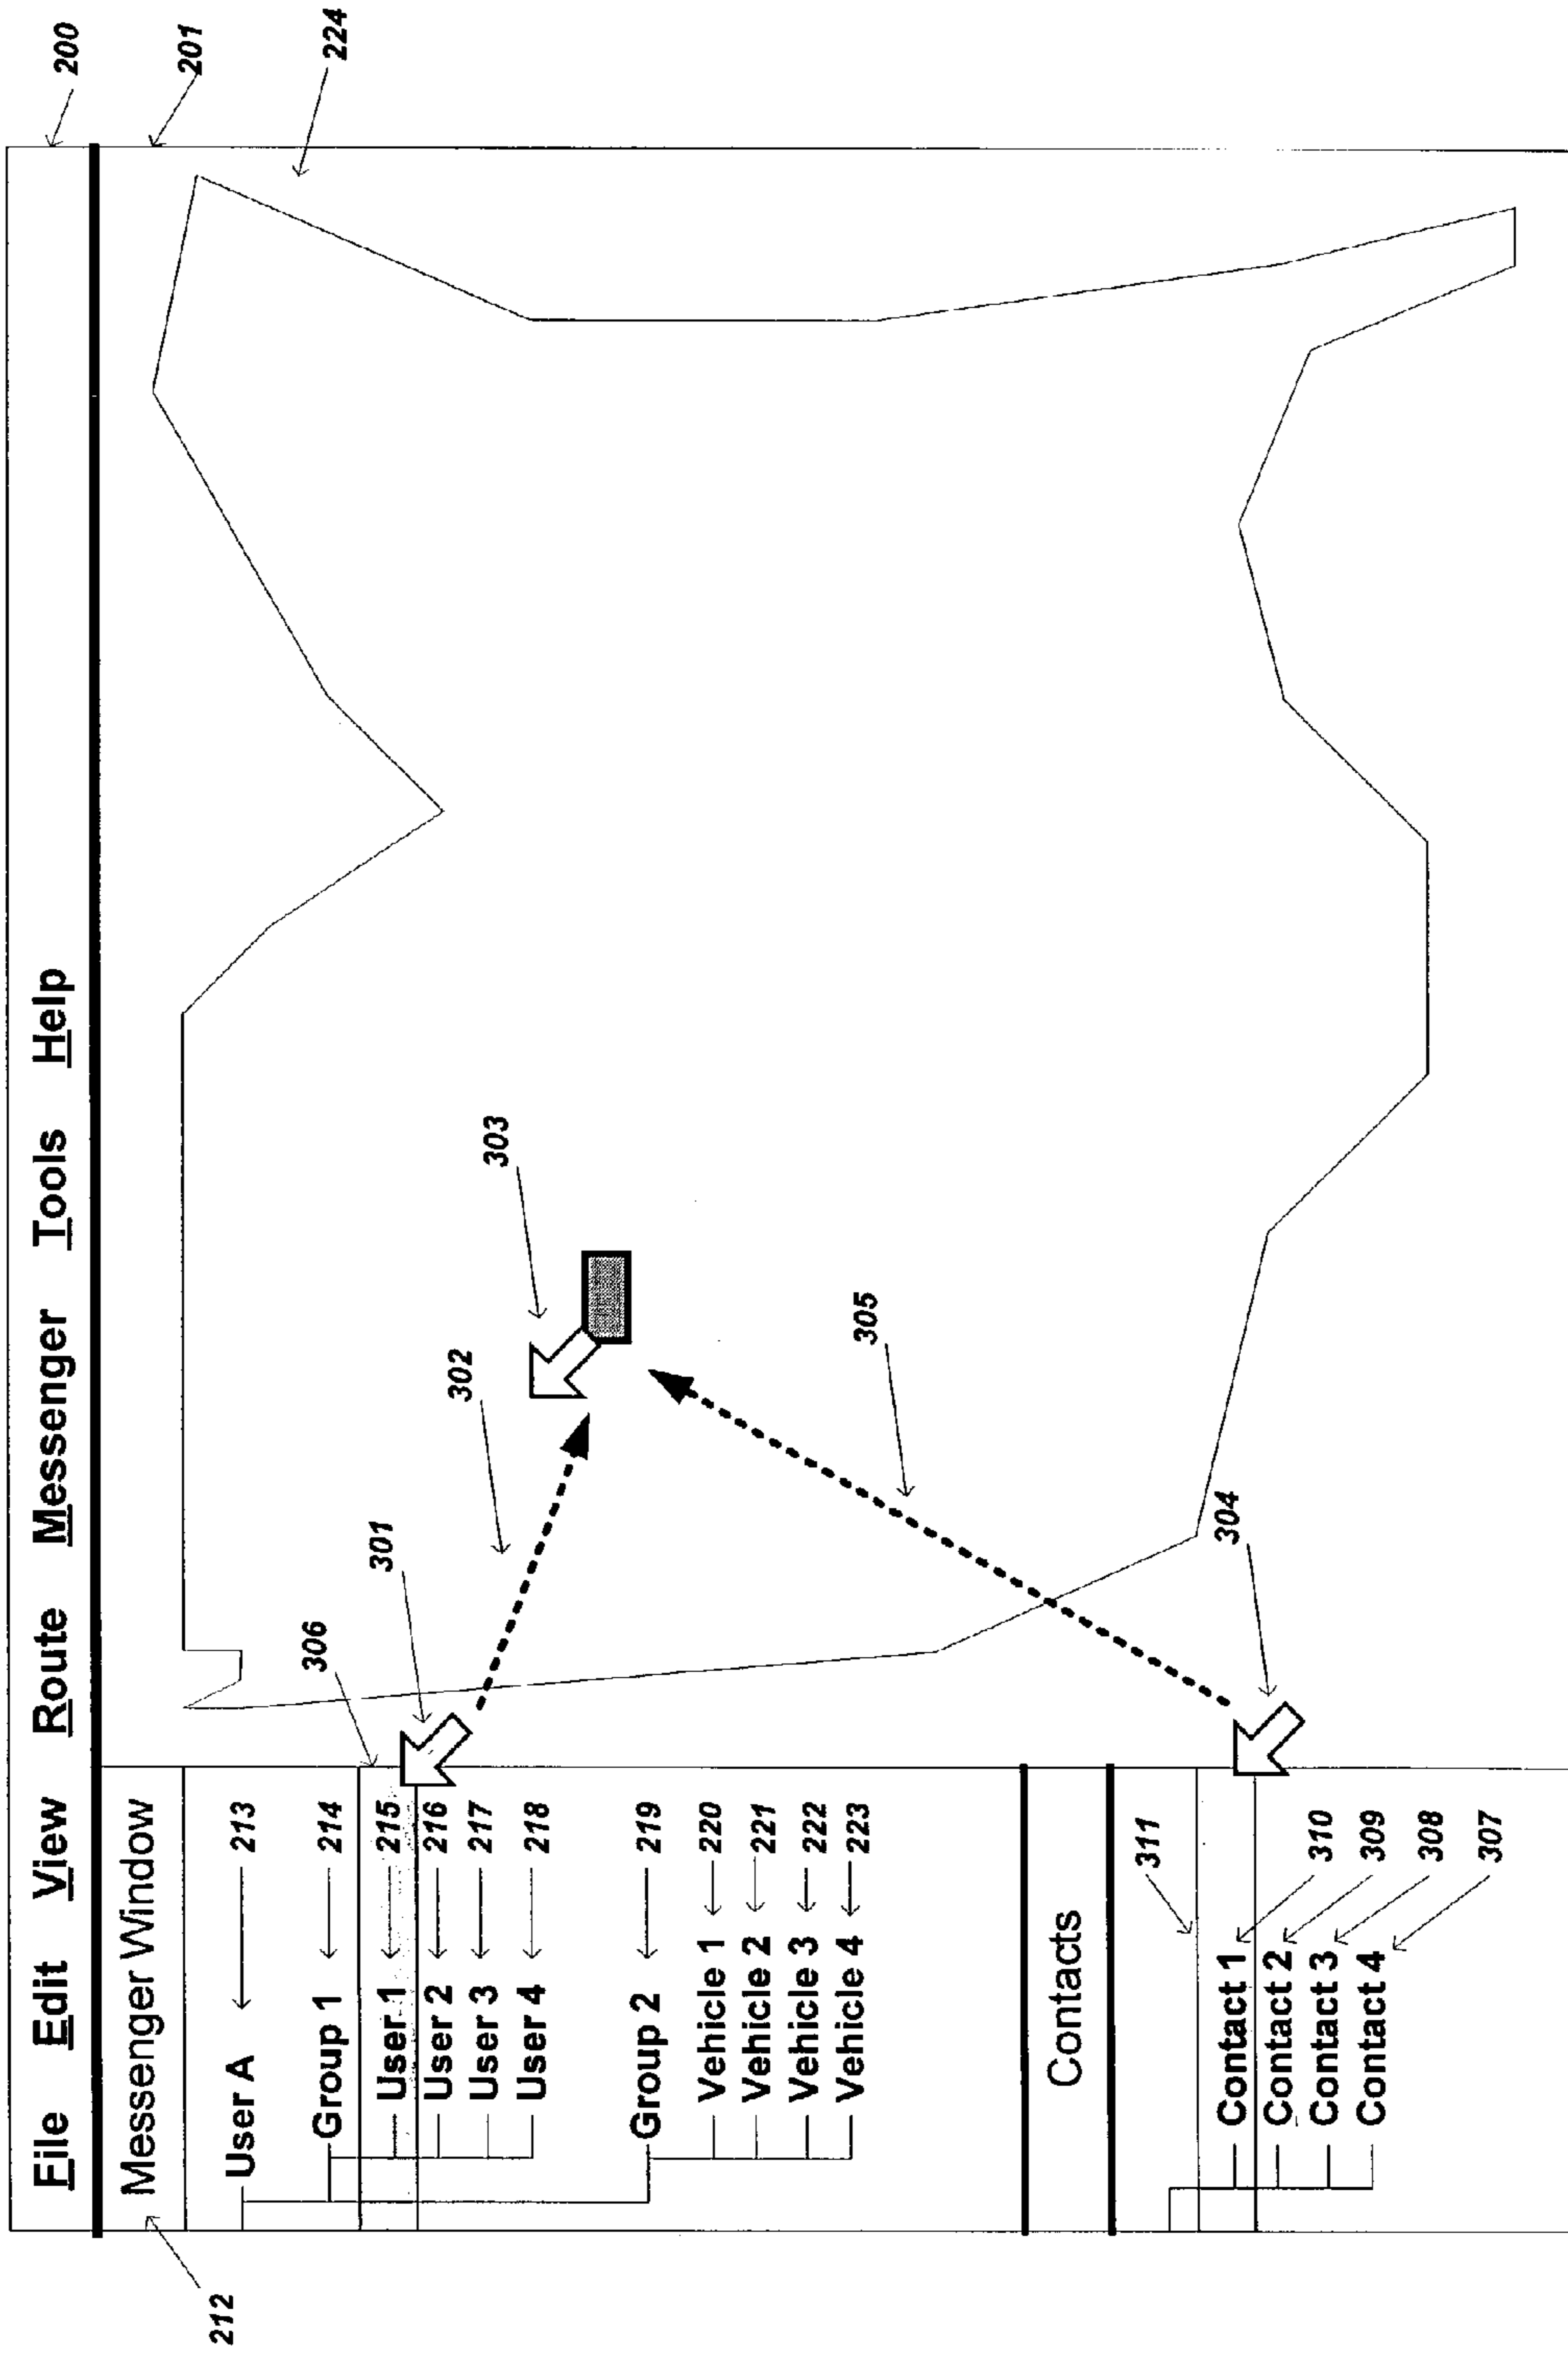 File Edit View Route Messenger Tools Help
200
201
224
212
Messenger Window
User A 213
Group 1 214
User 1 215
User 2 216
User 3 217
User 4 218
Group 2 219
Vehicle 1 220
Vehicle 2 221
Vehicle 3 222
Vehicle 4 223
306
301
302
303
305
304
Contacts
311
Contact 1 310
Contact 2 309
Contact 3 308
Contact 4 307